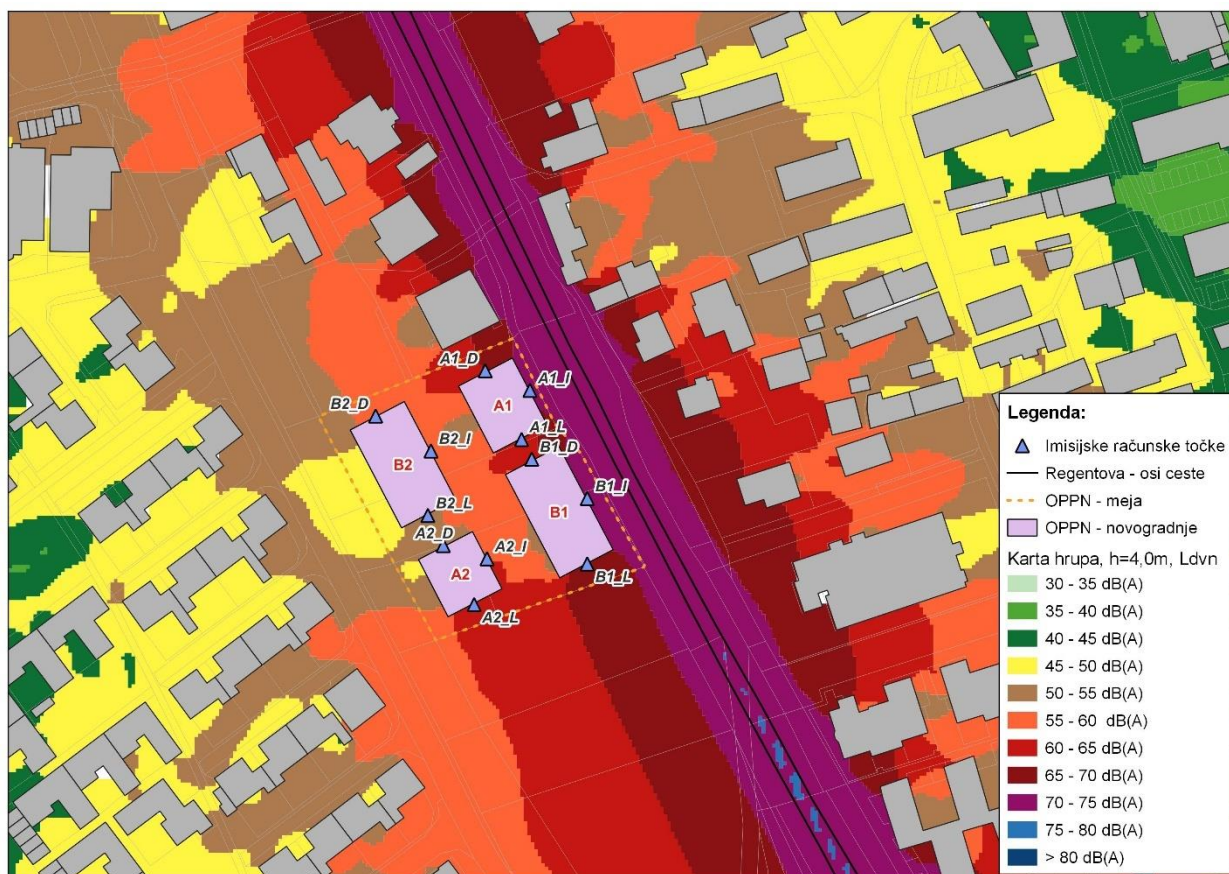 A1_D
A1_I
A1
B2_D
A1_L
B2_I
B1_D
B2
B1_I
B2_L
B1
A2_D
A2_I
A2
B1_L
A2_L
Legenda:
Imisijske računske točke
Regentova - osi ceste
OPPN - meja
OPPN - novogradnje
Karta hrupa, h=4,0m, Ldvn
30 - 35 dB(A)
35 - 40 dB(A)
40 - 45 dB(A)
45 - 50 dB(A)
50 - 55 dB(A)
55 - 60 dB(A)
60 - 65 dB(A)
65 - 70 dB(A)
70 - 75 dB(A)
75 - 80 dB(A)
> 80 dB(A)